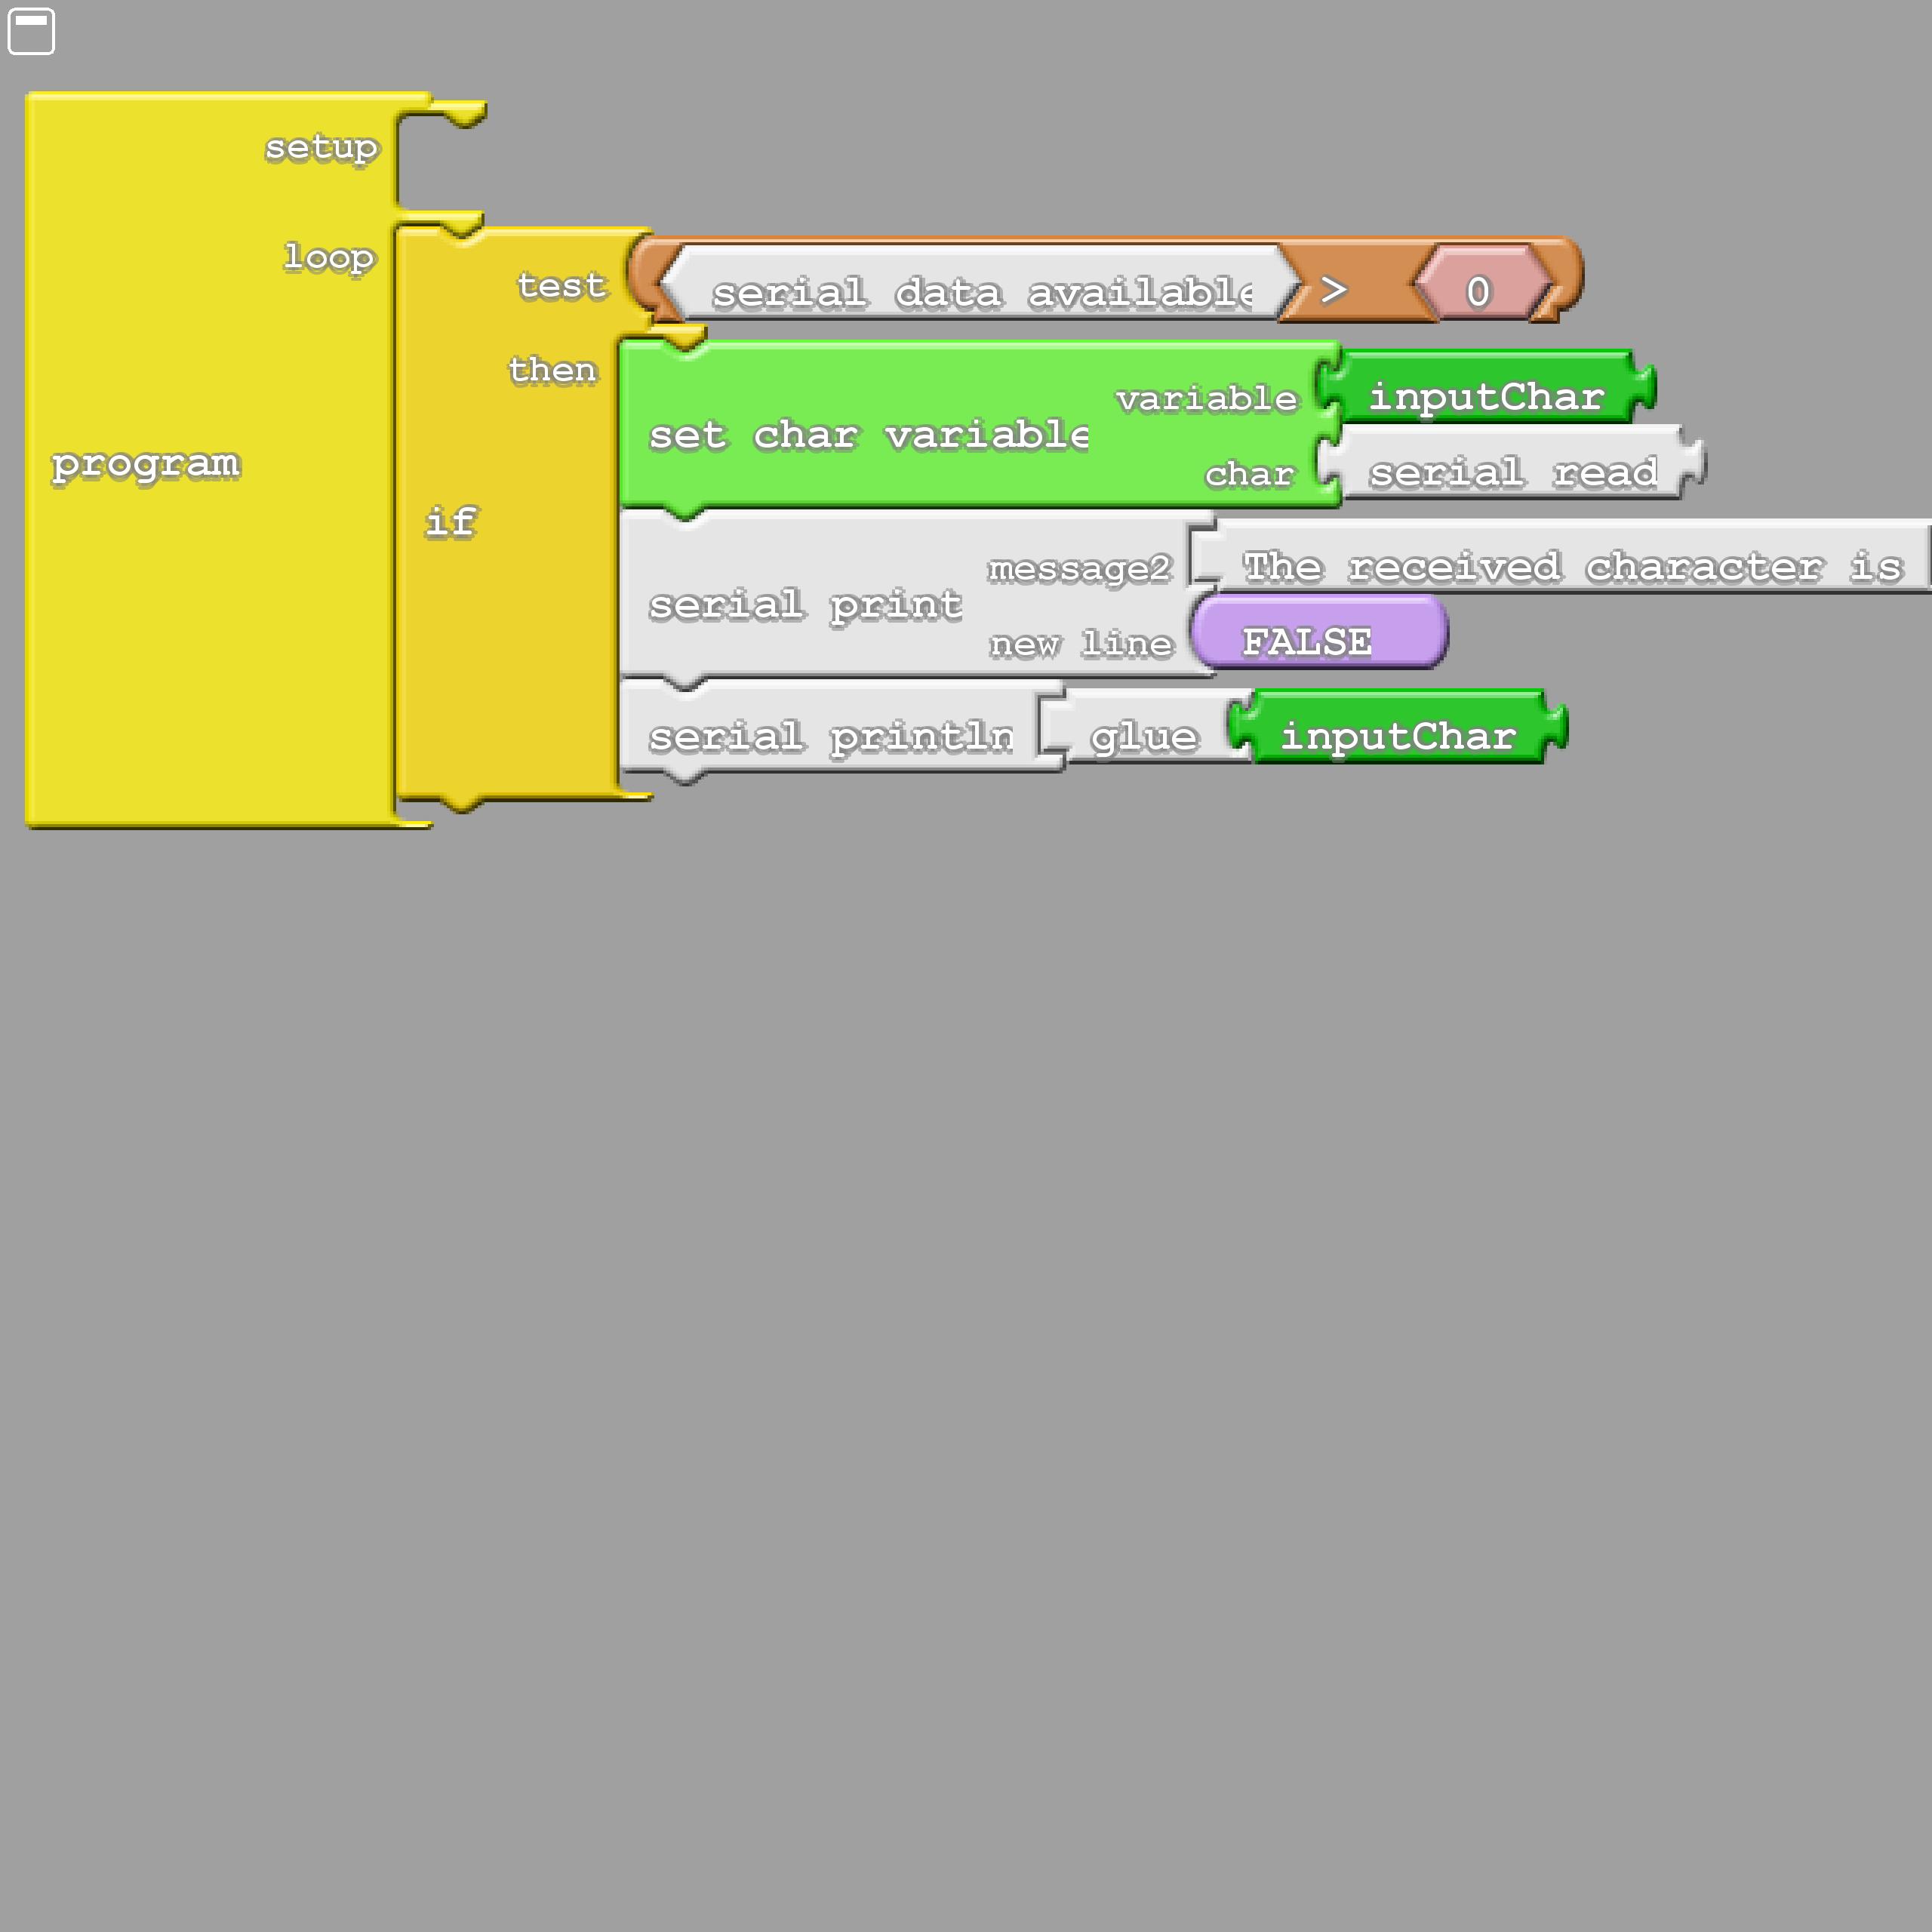 setup
loop
test
serial data available
>
0
then
variable
inputChar
set char variable
char
serial read
program
if
message2
The received character is
serial print
new line
FALSE
serial println
glue
inputChar